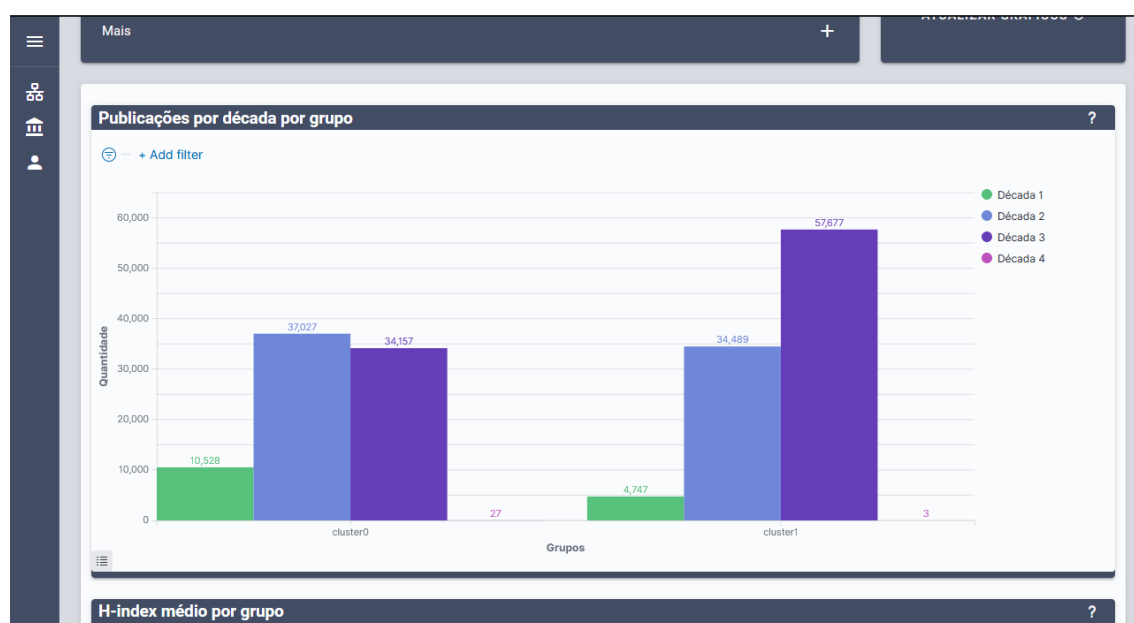 Mais
+
ATUALIZAR GRÁFICOS
Publicações por década por grupo
?
+ Add filter
Década 1
Década 2
Década 3
Década 4
Quantidade
60,000
50,000
40,000
30,000
20,000
10,000
0
10,528
37,027
34,157
27
4,747
34,489
57,677
3
cluster0
cluster1
Grupos
H-index médio por grupo
?